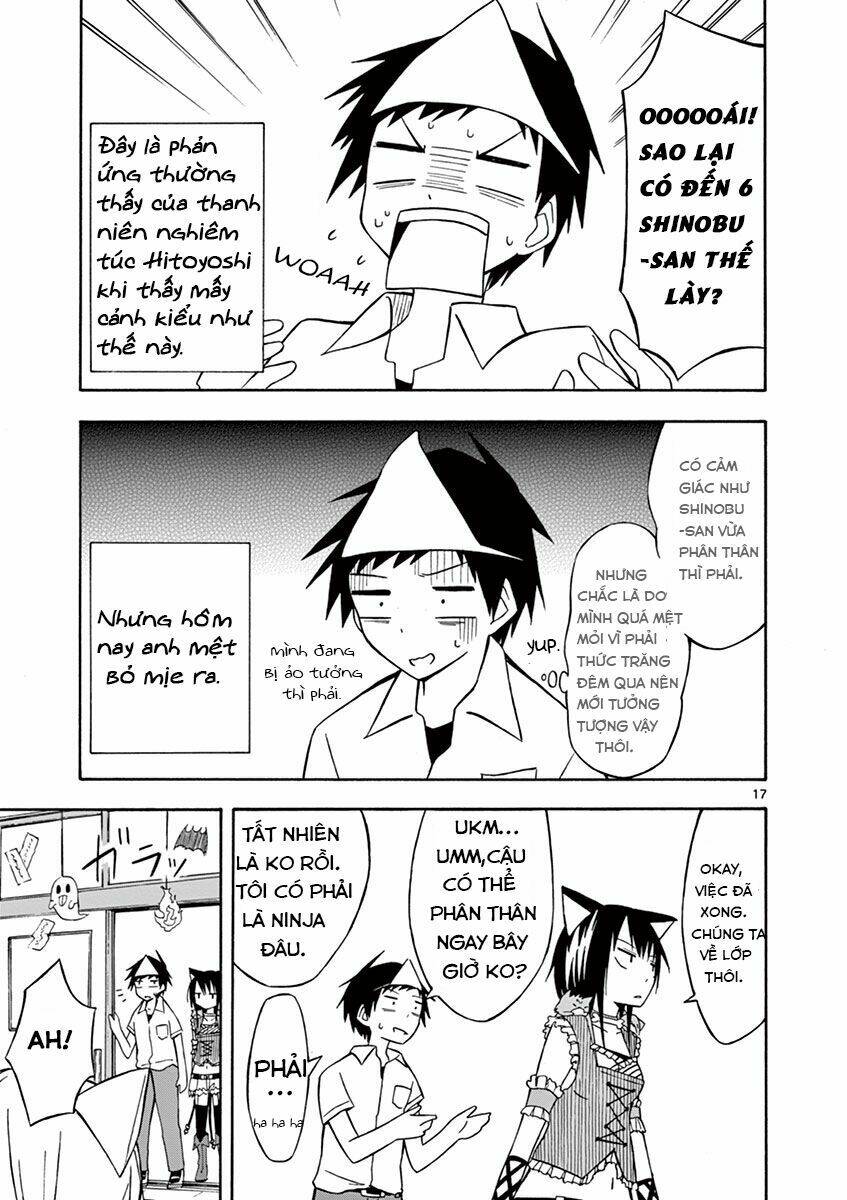 OOOOOÁI!
SAO LẠI
CÓ ĐẾN 6
SHINOBU
-SAN THẾ
LÀY?
Đây là phản
ứng thường
thấy của thanh
niên nghiêm
túc Hitoyoshi
khi thấy mấy
cảnh kiểu như
thế này.
WOAAH
CÓ CẢM
GIÁC NHƯ
SHINOBU
-SAN VỪA
PHÂN THÂN
THÌ PHẢI.
NHƯNG
CHẮC LÀ DO
MÌNH QUÁ MỆT
MỎI VÌ PHẢI
THỨC TRĂNG
ĐÊM QUA NÊN
MỚI TƯỞNG
TƯỢNG VẬY
THÔI.
yup.
mình đang
bị ảo tưởng
thì phải.
Nhưng hôm
nay anh mệt
bỏ mịe ra.
17
OKAY,
VIỆC ĐÃ
XONG.
CHÚNG TA
VỀ LỚP
THÔI.
UKM...
UMM,CẬU
CÓ THỂ
PHÂN THÂN
NGAY BÂY
GIỜ KO?
TẤT NHIÊN
LÀ KO RỒI.
TÔI CÓ PHẢI
LÀ NINJA
ĐÂU.
PHẢI
ha ha ha
ガラッ
AH!